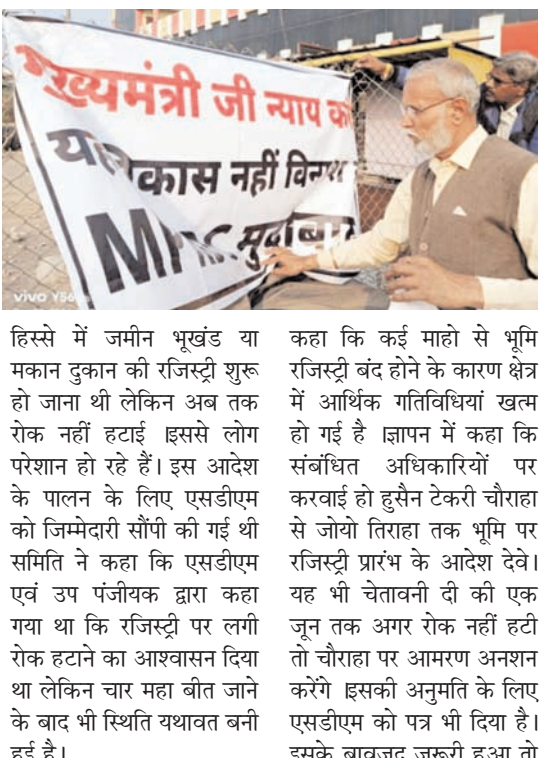 मुख्यमंत्री जी न्याय करो
विकास नहीं विनाश
मुर्दाबाद
vivo Y56
हिस्से में जमीन भूखंड या
मकान दुकान की रजिस्ट्री शुरू
हो जाना थी लेकिन अब तक
रोक नहीं हटाई ।इससे लोग
परेशान हो रहे हैं। इस आदेश
के पालन के लिए एसडीएम
को जिम्मेदारी सौंपी की गई थी
समिति ने कहा कि एसडीएम
एवं उप पंजीयक द्वारा कहा
गया था कि रजिस्ट्री पर लगी
रोक हटाने का आश्वासन दिया
था लेकिन चार महा बीत जाने
के बाद भी स्थिति यथावत बनी
हुई है।
कहा कि कई माहो से भूमि
रजिस्ट्री बंद होने के कारण क्षेत्र
में आर्थिक गतिविधियां खत्म
हो गई है ।ज्ञापन में कहा कि
संबंधित अधिकारियों पर
करवाई हो हुसैन टेकरी चौराहा
से जोयो तिराहा तक भूमि पर
रजिस्ट्री प्रारंभ के आदेश देवे।
यह भी चेतावनी दी की एक
जून तक अगर रोक नहीं हटी
तो चौराहा पर आमरण अनशन
करेंगे ।इसकी अनुमति के लिए
एसडीएम को पत्र भी दिया है।
इसके बावजूद जरूरी हुआ तो